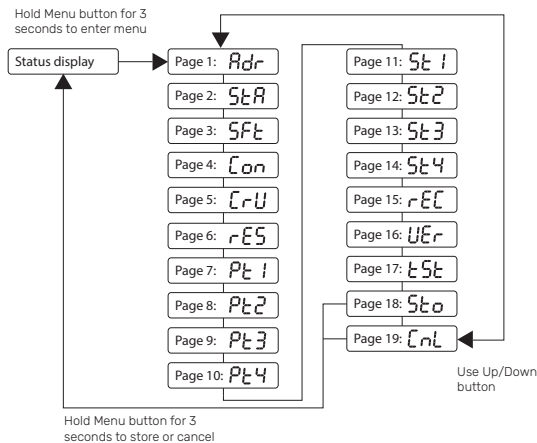 Hold Menu button for 3
seconds to enter menu
Status display
Page 1: Adr
Page 2: StA
Page 3: SFt
Page 4: Con
Page 5: CrU
Page 6: rES
Page 7: Pt 1
Page 8: Pt2
Page 9: Pt3
Page 10: Pt4
Page 11: St 1
Page 12: St2
Page 13: St3
Page 14: St4
Page 15: rEC
Page 16: UEr
Page 17: tSt
Page 18: Sto
Page 19: CnL
Use Up/Down
button
Hold Menu button for 3
seconds to store or cancel